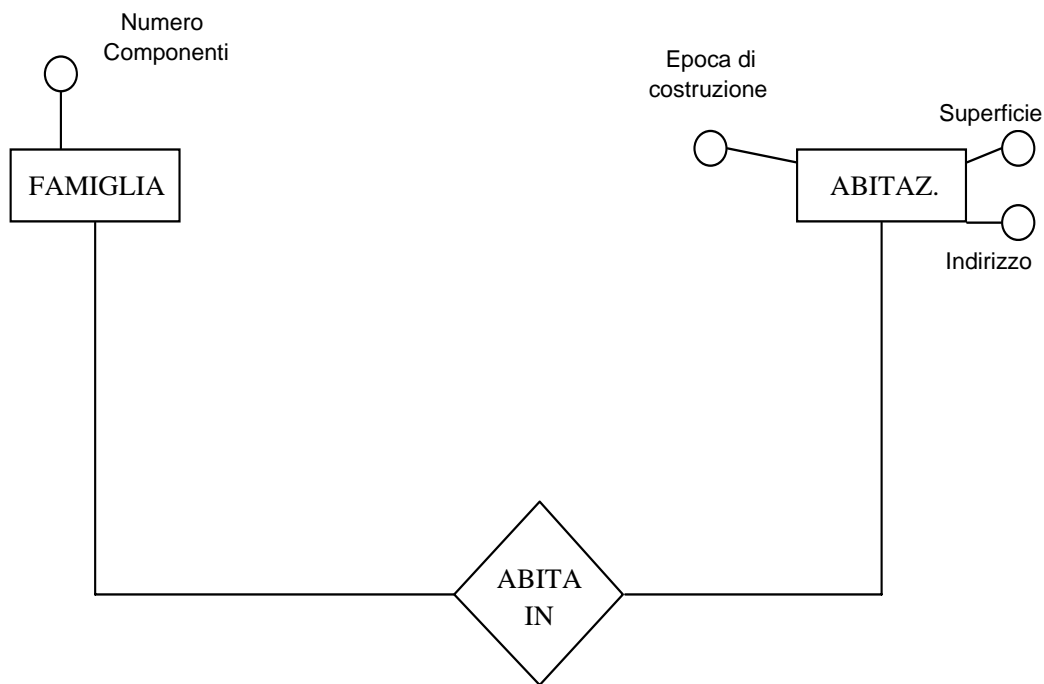 Numero
Componenti
Epoca di
costruzione
Superficie
FAMIGLIA
ABITAZ.
Indirizzo
ABITA
IN